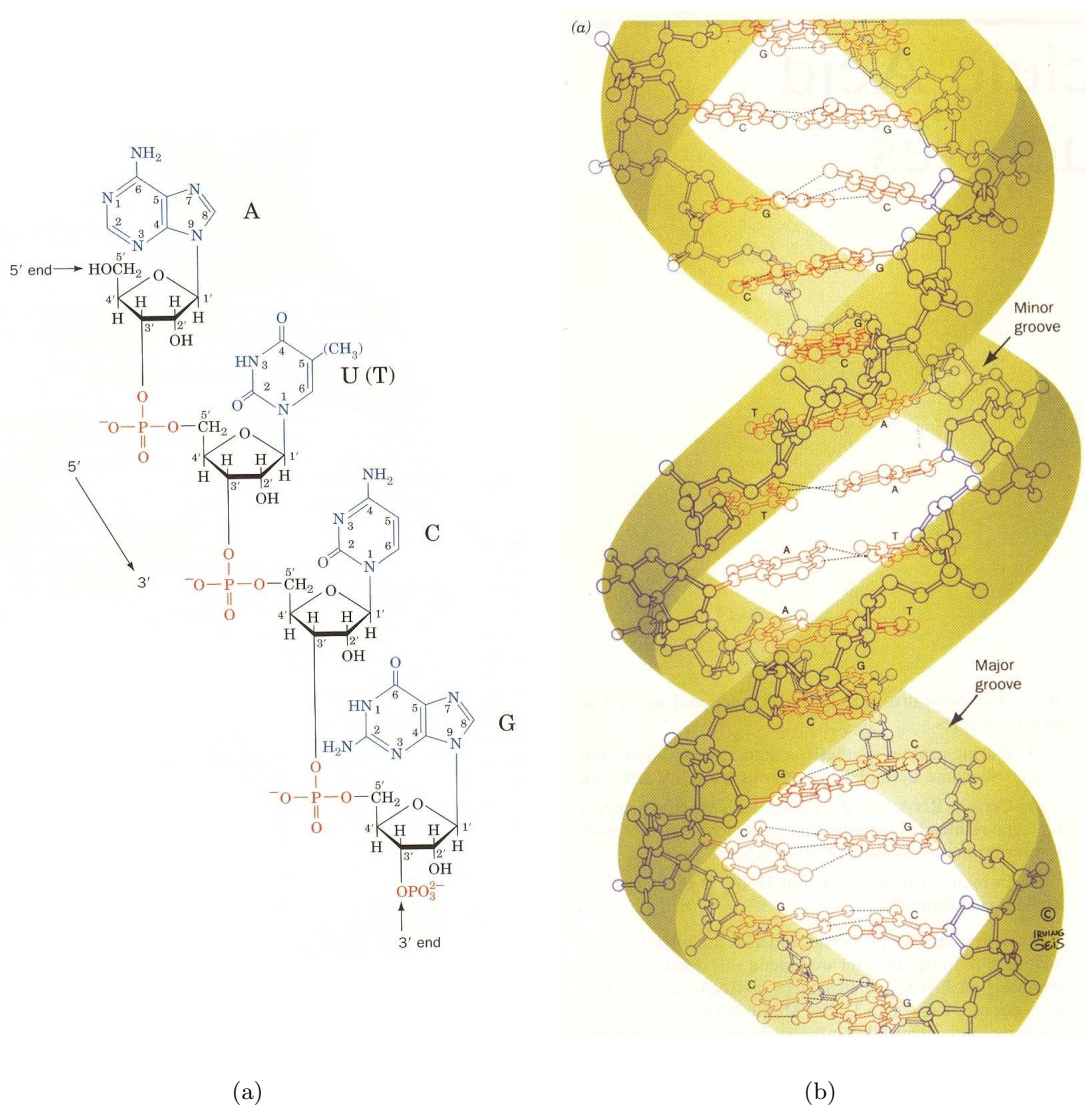 NH₂
6
N
1
5
7
N
A
2
3
N
4
9
N
8
5′
5′ end
HOCH₂
O
4′
H
H
H
1′
H
3′
2′
OH
O
4
HN
3
5
(CH₃)
U (T)
2
6
1
O
N
O
⁻O—P—O—CH₂
5′
O
O
4′
H
H
H
1′
H
3′
2′
OH
5′
3′
NH₂
4
N
3
5
C
2
6
1
O
N
O
⁻O—P—O—CH₂
5′
O
O
4′
H
H
H
1′
H
3′
2′
OH
O
6
HN
1
5
7
N
G
8
H₂N
2
3
N
4
9
N
O
⁻O—P—O—CH₂
5′
O
O
4′
H
H
H
1′
H
3′
2′
OH
OPO₃²⁻
3′ end
(a)
(a)
G
C
C
G
G
C
C
G
G
C
Minor
groove
T
A
T
A
A
T
A
T
G
C
Major
groove
G
C
C
G
G
C
C
G
©
IRVING
GEIS
(b)